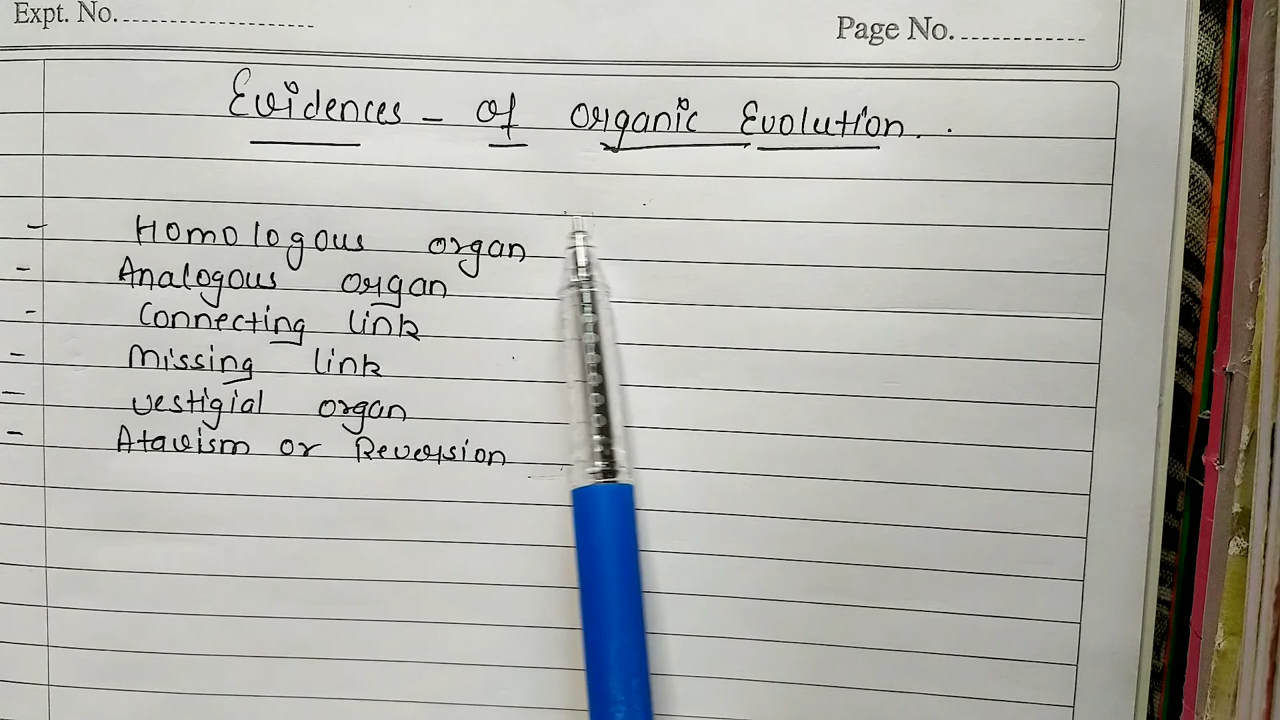 Expt. No.
Page No.
Evidences - of organic Evolution.
- Homologous organ
- Analogous organ
- Connecting link
- Missing link
- vestigial organ
- Atavism or Reversion